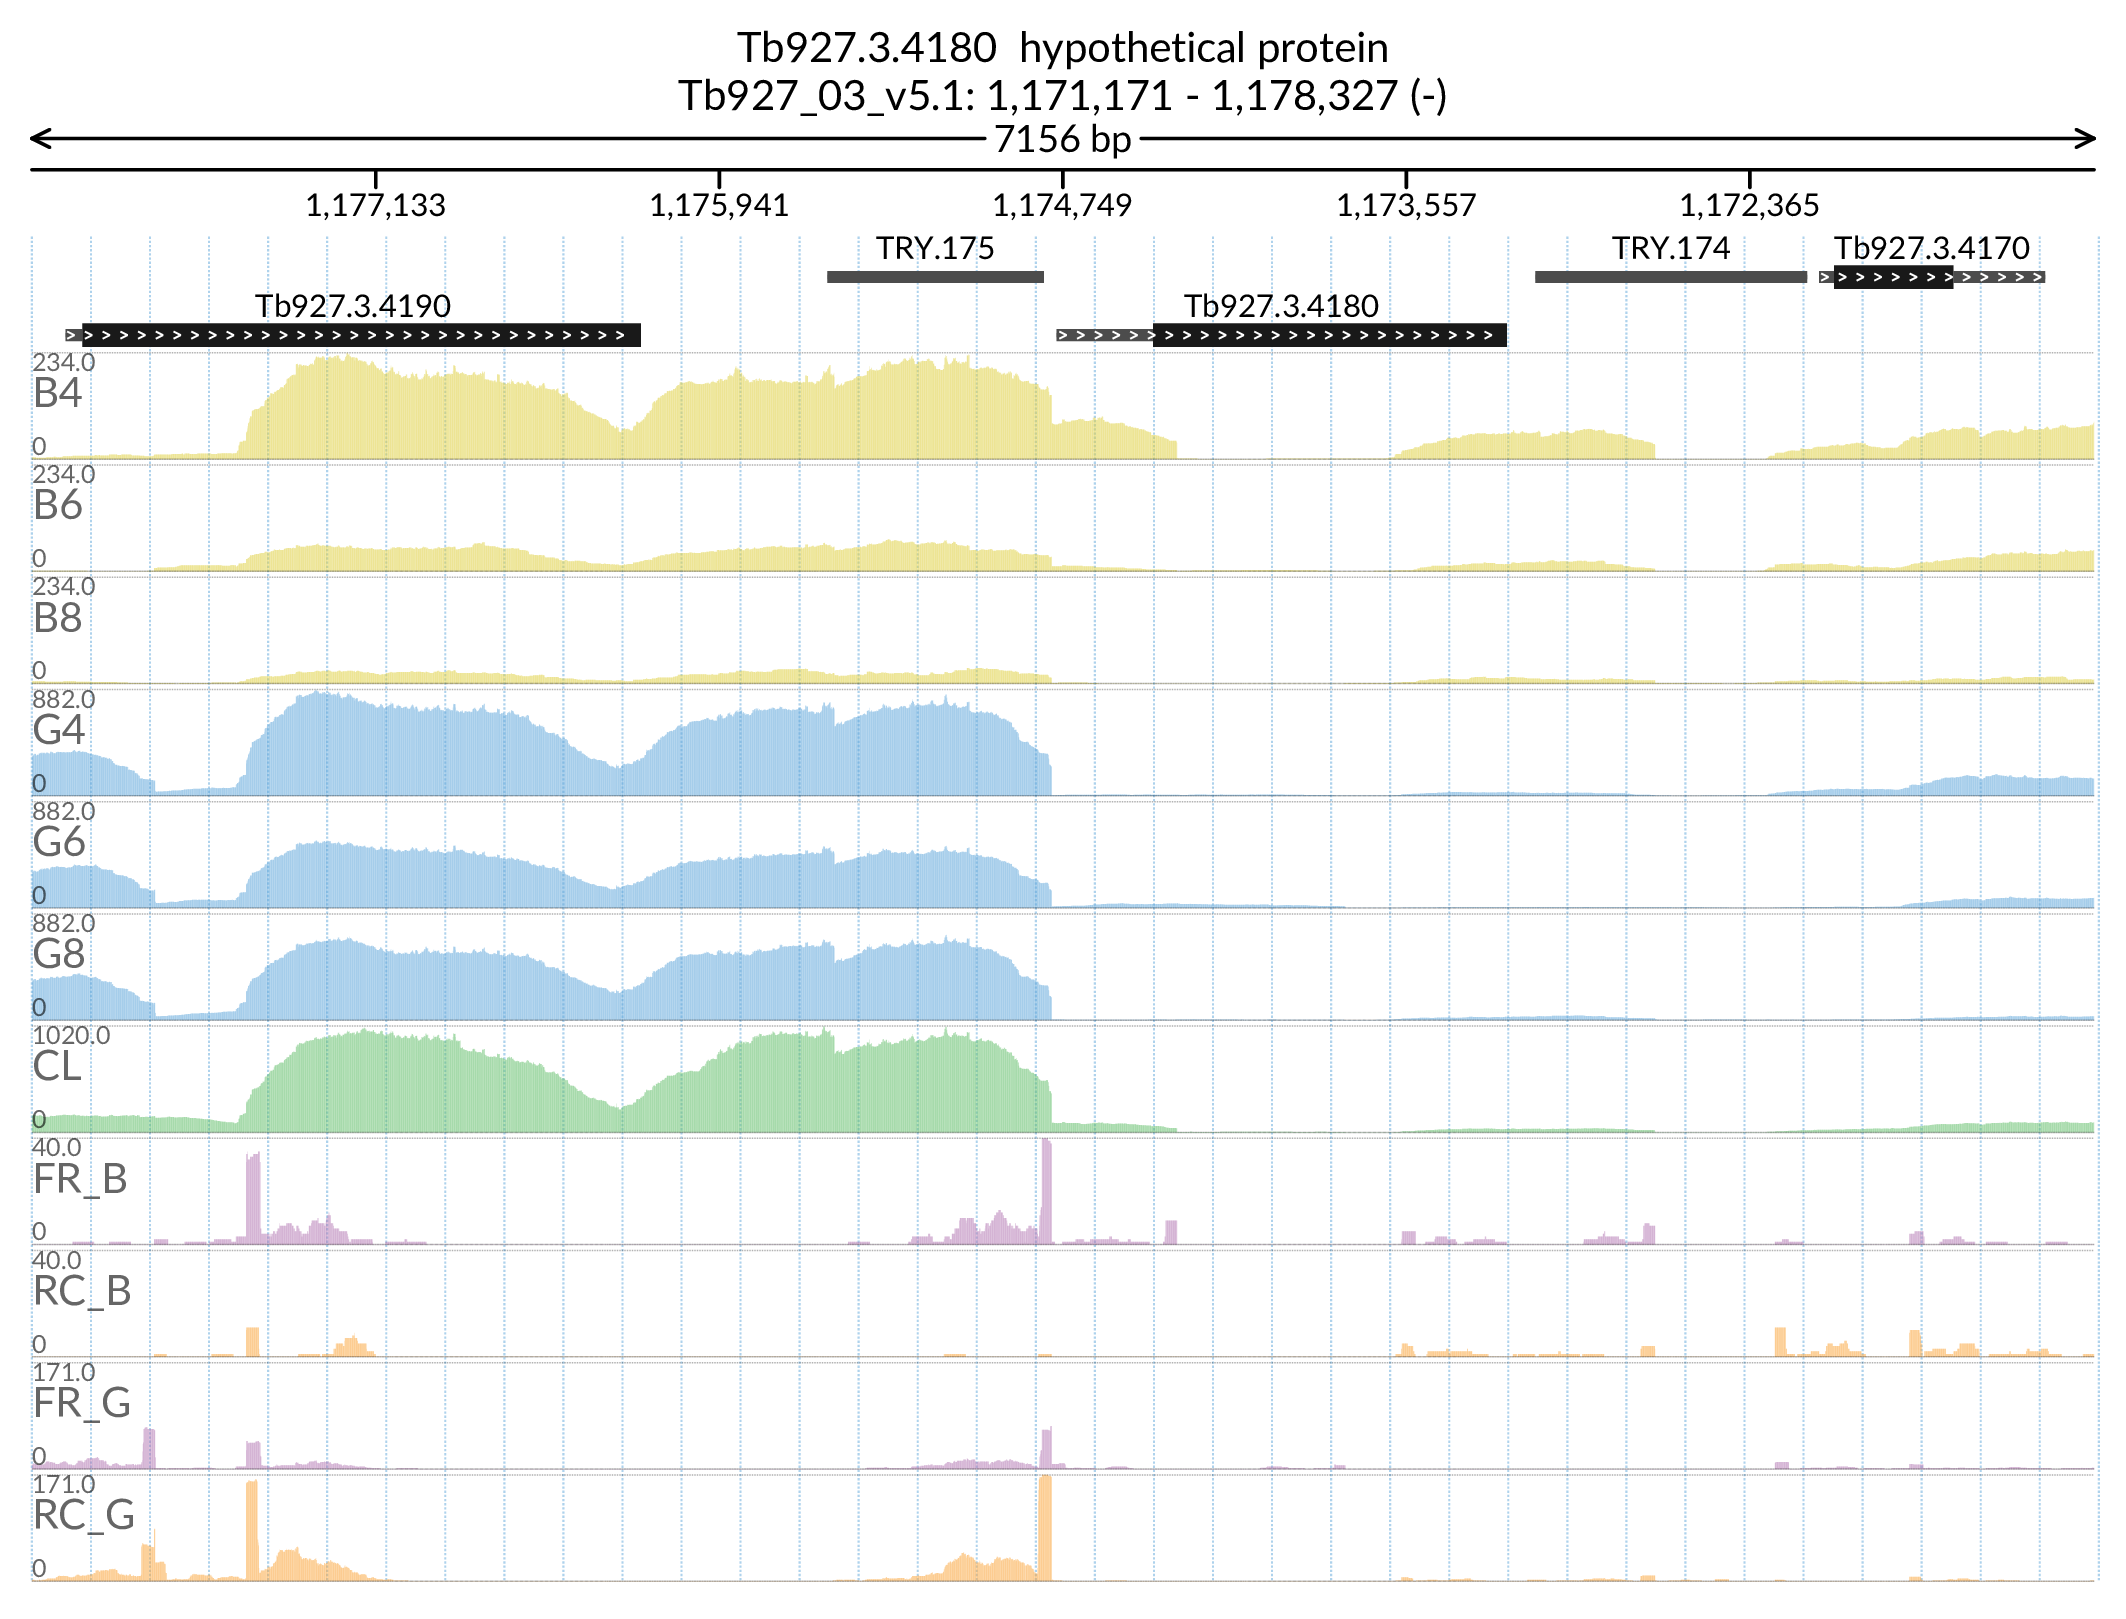 Tb927.3.4180  hypothetical protein
Tb927_03_v5.1: 1,171,171 - 1,178,327 (-)
7156 bp
1,177,133 1,175,941 1,174,749 1,173,557 1,172,365
TRY.175 TRY.174 Tb927.3.4170
Tb927.3.4190 Tb927.3.4180
234.0
B4
0
234.0
B6
0
234.0
B8
0
882.0
G4
0
882.0
G6
0
882.0
G8
0
1020.0
CL
0
40.0
FR_B
0
40.0
RC_B
0
171.0
FR_G
0
171.0
RC_G
0